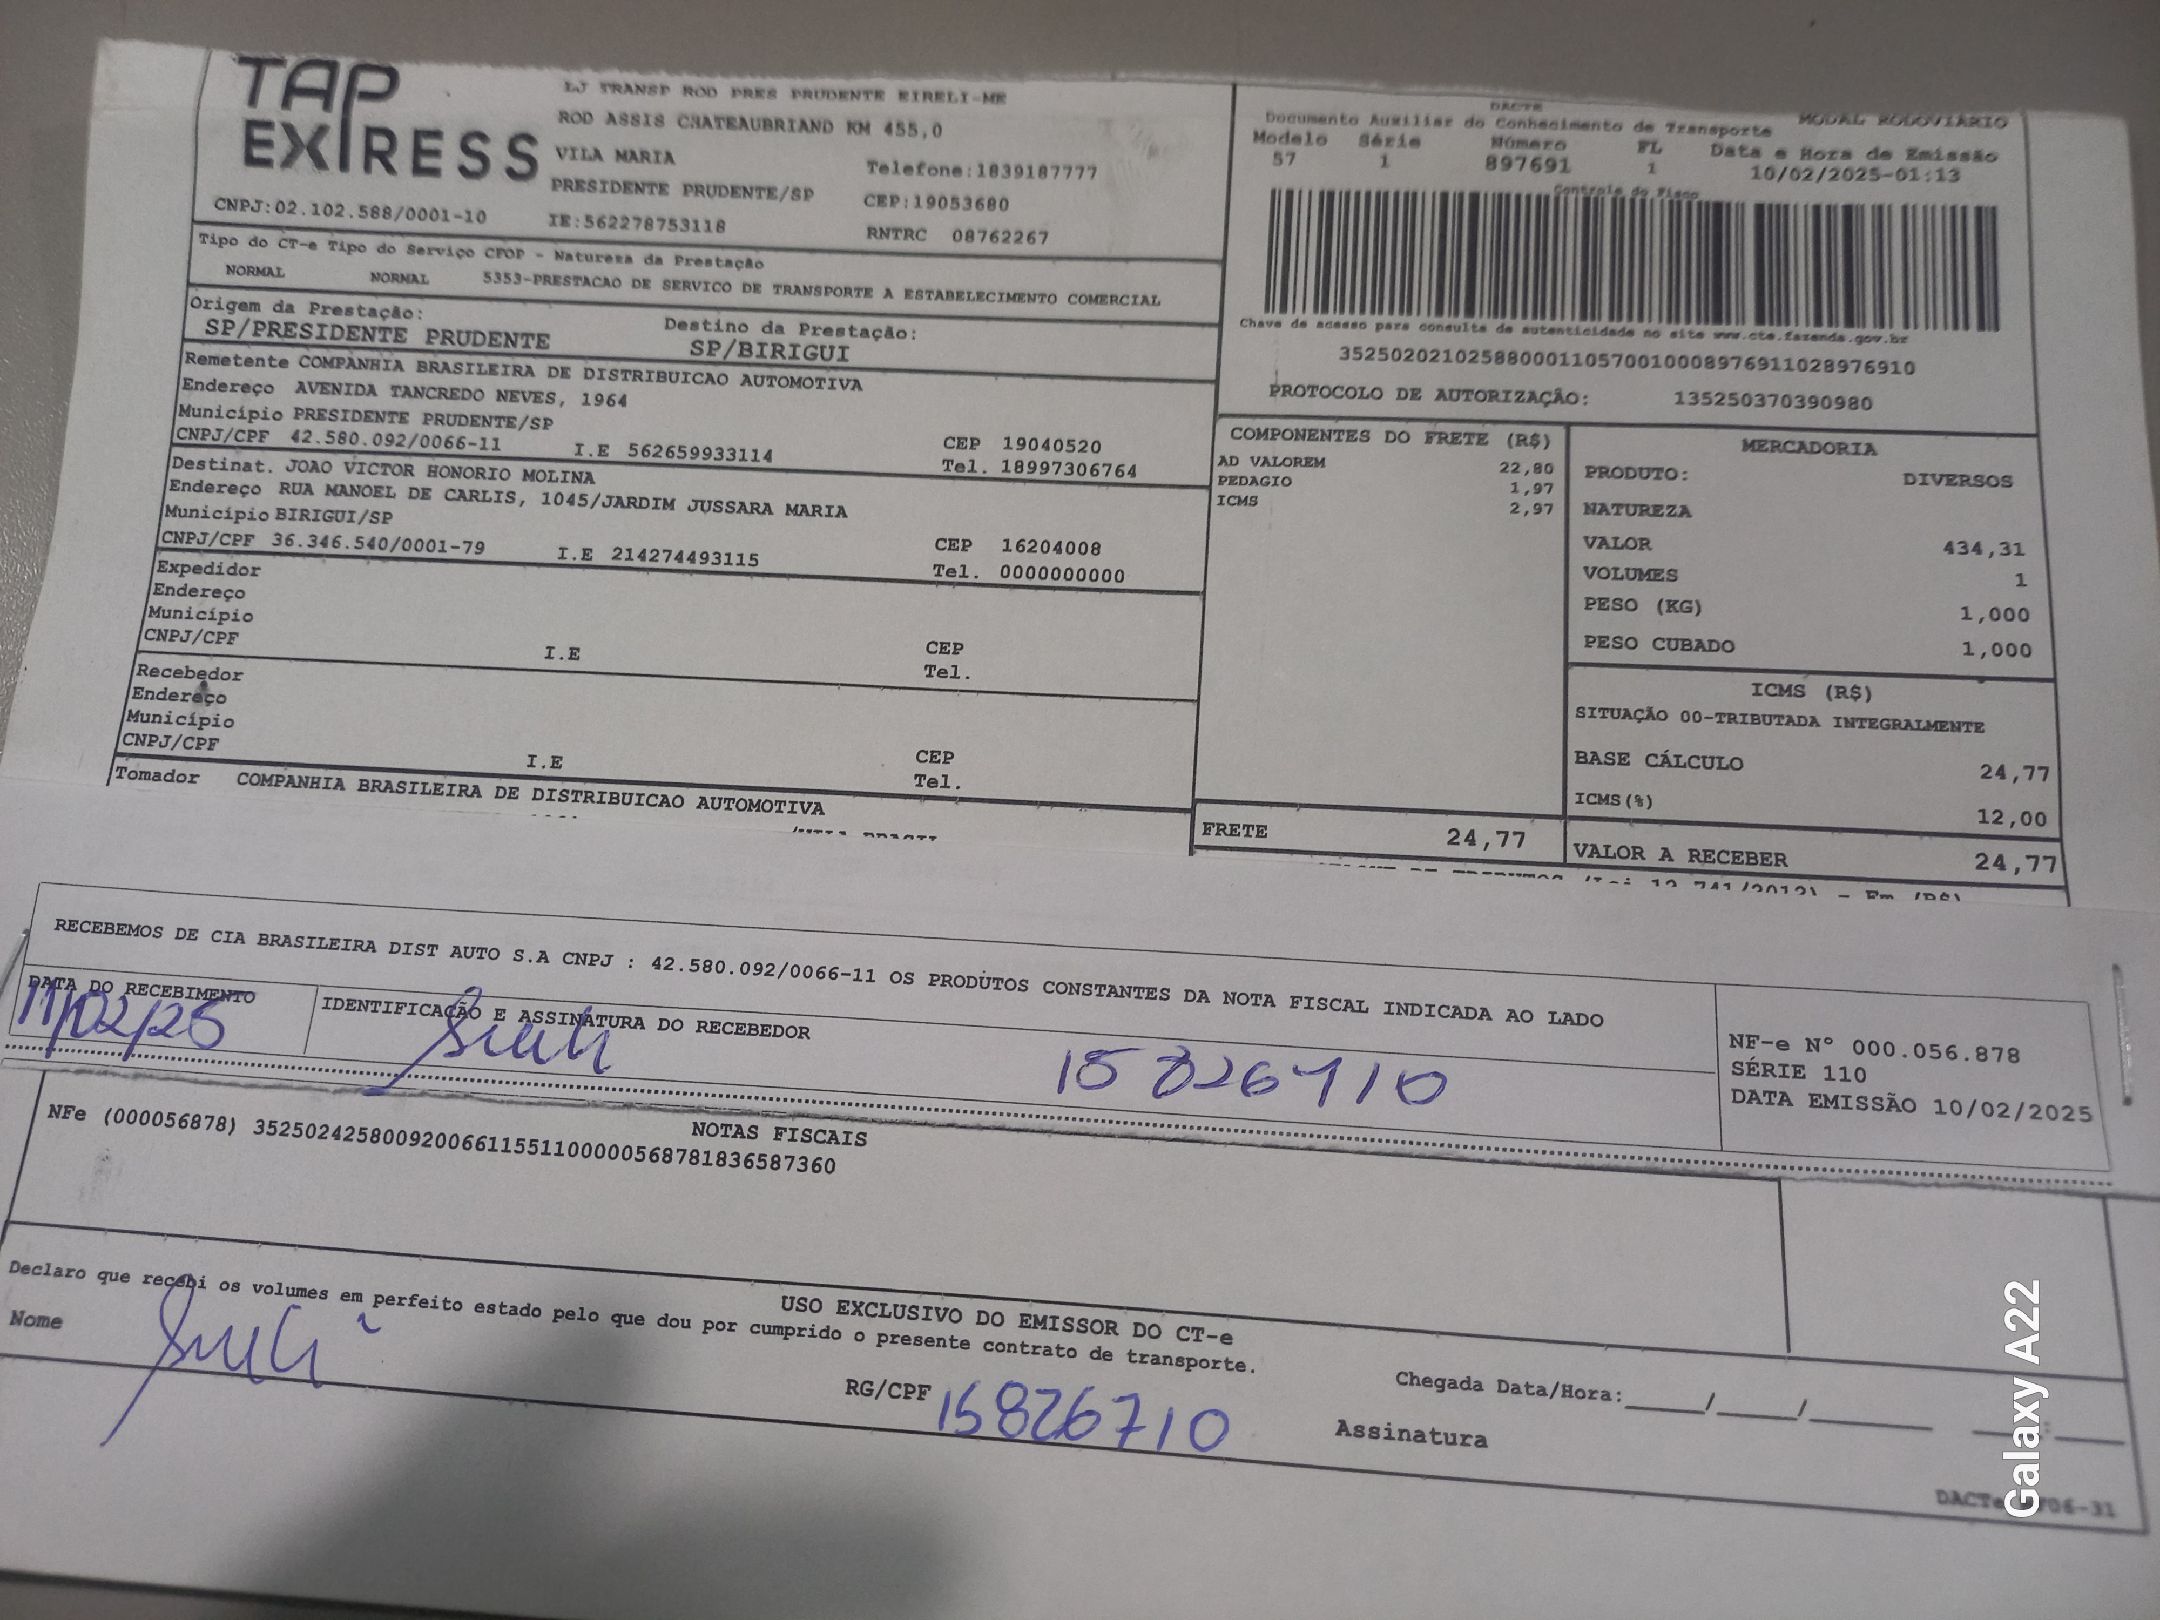 TAP
EXPRESS
LJ TRANSP ROD PRES PRUDENTE EIRELI-ME
ROD ASSIS CHATEAUBRIAND KM 455,0
VILA MARIA
Telefone:1839187777
PRESIDENTE PRUDENTE/SP
CEP:19053680
CNPJ:02.102.588/0001-10
IE:562278753118
RNTRC 08762267
DACTE
MODAL RODOVIÁRIO
Documento Auxiliar do Conhecimento de Transporte
Modelo Série Número FL Data e Hora de Emissão
57 1 897691 1 10/02/2025-01:13
Controle do Fisco
Chave de acesso para consulta de autenticidade no site www.cte.fazenda.gov.br
35250202102588000110570010008976911028976910
PROTOCOLO DE AUTORIZAÇÃO: 135250370390980
Tipo do CT-e Tipo do Serviço CFOP - Natureza da Prestação
NORMAL NORMAL 5353-PRESTACAO DE SERVICO DE TRANSPORTE A ESTABELECIMENTO COMERCIAL
Origem da Prestação: Destino da Prestação:
SP/PRESIDENTE PRUDENTE SP/BIRIGUI
Remetente COMPANHIA BRASILEIRA DE DISTRIBUICAO AUTOMOTIVA
Endereço AVENIDA TANCREDO NEVES, 1964
Município PRESIDENTE PRUDENTE/SP CEP 19040520
CNPJ/CPF 42.580.092/0066-11 I.E 562659933114 Tel. 18997306764
Destinat. JOAO VICTOR HONORIO MOLINA
Endereço RUA MANOEL DE CARLIS, 1045/JARDIM JUSSARA MARIA
Município BIRIGUI/SP CEP 16204008
CNPJ/CPF 36.346.540/0001-79 I.E 214274493115 Tel. 0000000000
Expedidor
Endereço
Município CEP
CNPJ/CPF I.E Tel.
Recebedor
Endereço
Município CEP
CNPJ/CPF I.E Tel.
Tomador COMPANHIA BRASILEIRA DE DISTRIBUICAO AUTOMOTIVA
COMPONENTES DO FRETE (R$)
AD VALOREM 22,80
PEDAGIO 1,97
ICMS 2,97
FRETE 24,77
MERCADORIA
PRODUTO: DIVERSOS
NATUREZA
VALOR 434,31
VOLUMES 1
PESO (KG) 1,000
PESO CUBADO 1,000
ICMS (R$)
SITUAÇÃO 00-TRIBUTADA INTEGRALMENTE
BASE CÁLCULO 24,77
ICMS(%) 12,00
VALOR A RECEBER 24,77
RECEBEMOS DE CIA BRASILEIRA DIST AUTO S.A CNPJ : 42.580.092/0066-11 OS PRODUTOS CONSTANTES DA NOTA FISCAL INDICADA AO LADO
DATA DO RECEBIMENTO
11/02/25
IDENTIFICAÇÃO E ASSINATURA DO RECEBEDOR
15826710
NF-e Nº 000.056.878
SÉRIE 110
DATA EMISSÃO 10/02/2025
NOTAS FISCAIS
NFe (000056878) 35250242580092006611551100000568781836587360
USO EXCLUSIVO DO EMISSOR DO CT-e
Declaro que recebi os volumes em perfeito estado pelo que dou por cumprido o presente contrato de transporte.
Nome
RG/CPF 15826710
Chegada Data/Hora:____/____/______ ___:___
Assinatura
Galaxy A22